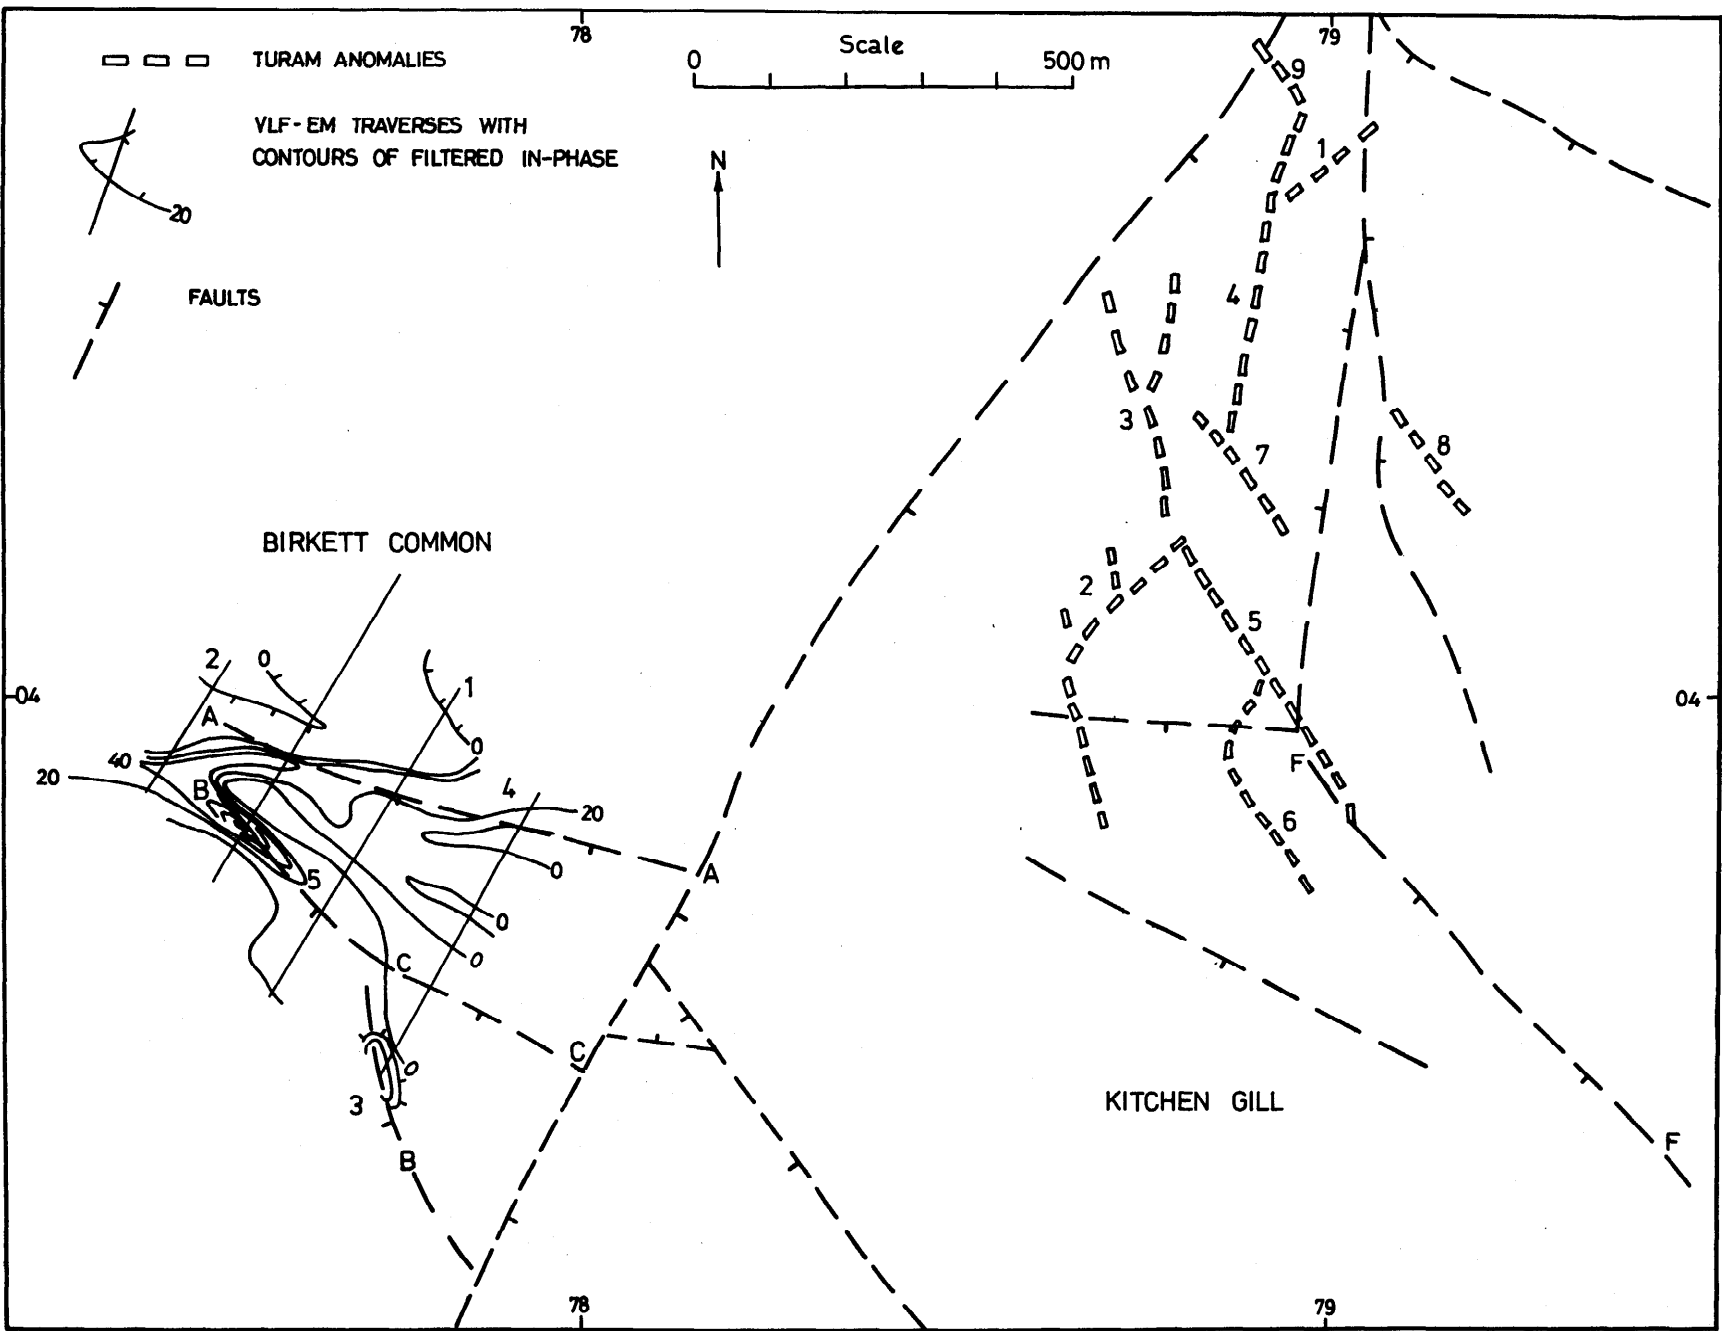 78
79
Scale
0 500 m
TURAM ANOMALIES
VLF-EM TRAVERSES WITH
CONTOURS OF FILTERED IN-PHASE
20
N
FAULTS
9
1
4
3
7
8
BIRKETT COMMON
2
5
2
0
1
04
04
A
0
40
20
B
4
20
F
6
5
0
A
0
C
0
C
0
3
KITCHEN GILL
B
F
78
79